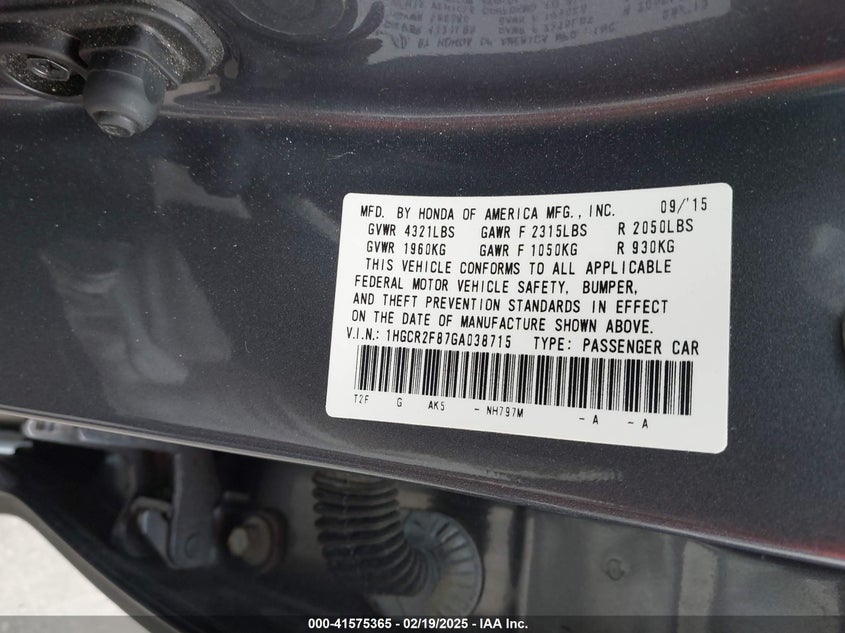 MFD. BY HONDA OF AMERICA MFG., INC. 09/'15
GVWR 4321LBS GAWR F 2315LBS R 2050LBS
GVWR 1960KG GAWR F 1050KG R 930KG
THIS VEHICLE CONFORMS TO ALL APPLICABLE
FEDERAL MOTOR VEHICLE SAFETY, BUMPER,
AND THEFT PREVENTION STANDARDS IN EFFECT
ON THE DATE OF MANUFACTURE SHOWN ABOVE.
V.I.N.: 1HGCR2F87GA038715 TYPE: PASSENGER CAR
T2F G AK5 - NH797M - A - A
000-41575365 - 02/19/2025 - IAA Inc.